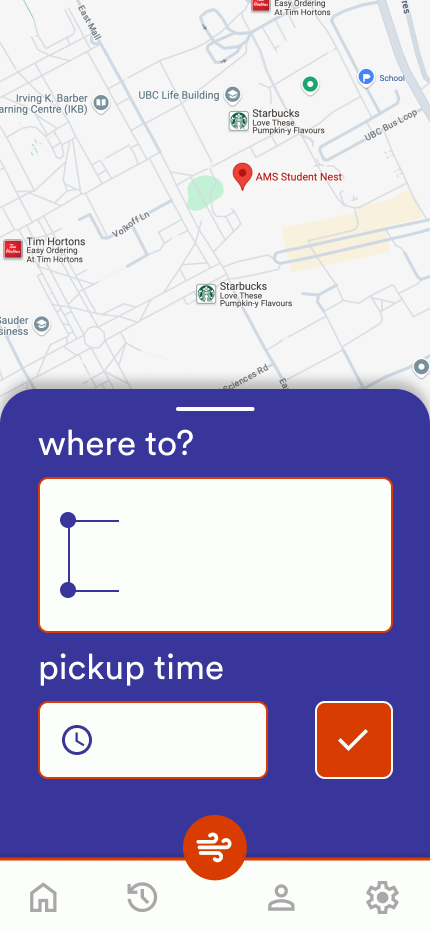 Easy Ordering
At Tim Hortons
East Mall
School
Irving K. Barber
arning Centre (IKB)
UBC Life Building
Starbucks
Love These
Pumpkin-y Flavours
UBC Bus Loop
AMS Student Nest
Volkoff Ln
Tim Hortons
Easy Ordering
At Tim Hortons
Starbucks
Love These
Pumpkin-y Flavours
Sciences Rd
where to?
pickup time